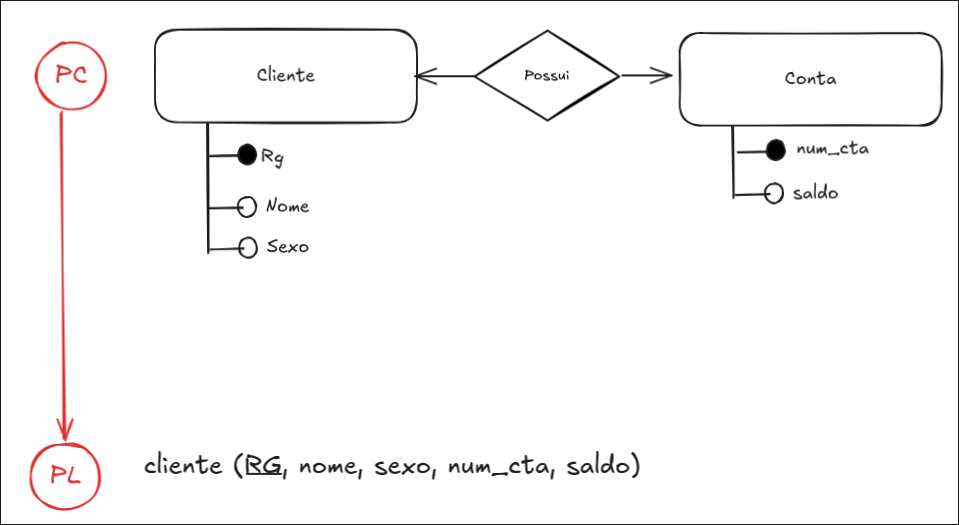 PC
Cliente
Possui
Conta
Rg
Nome
Sexo
num_cta
saldo
PL
cliente (RG, nome, sexo, num_cta, saldo)